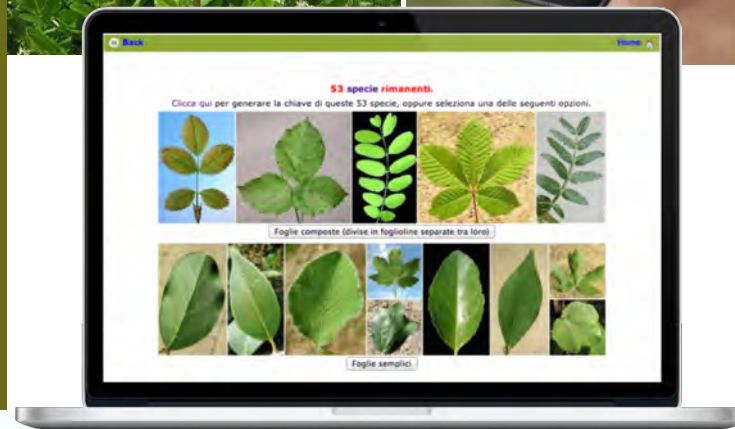 Back
Home
53 specie rimanenti.
Clicca qui per generare la chiave di queste 53 specie, oppure seleziona una delle seguenti opzioni.
Foglie composte (divise in foglioline separate tra loro)
Foglie semplici